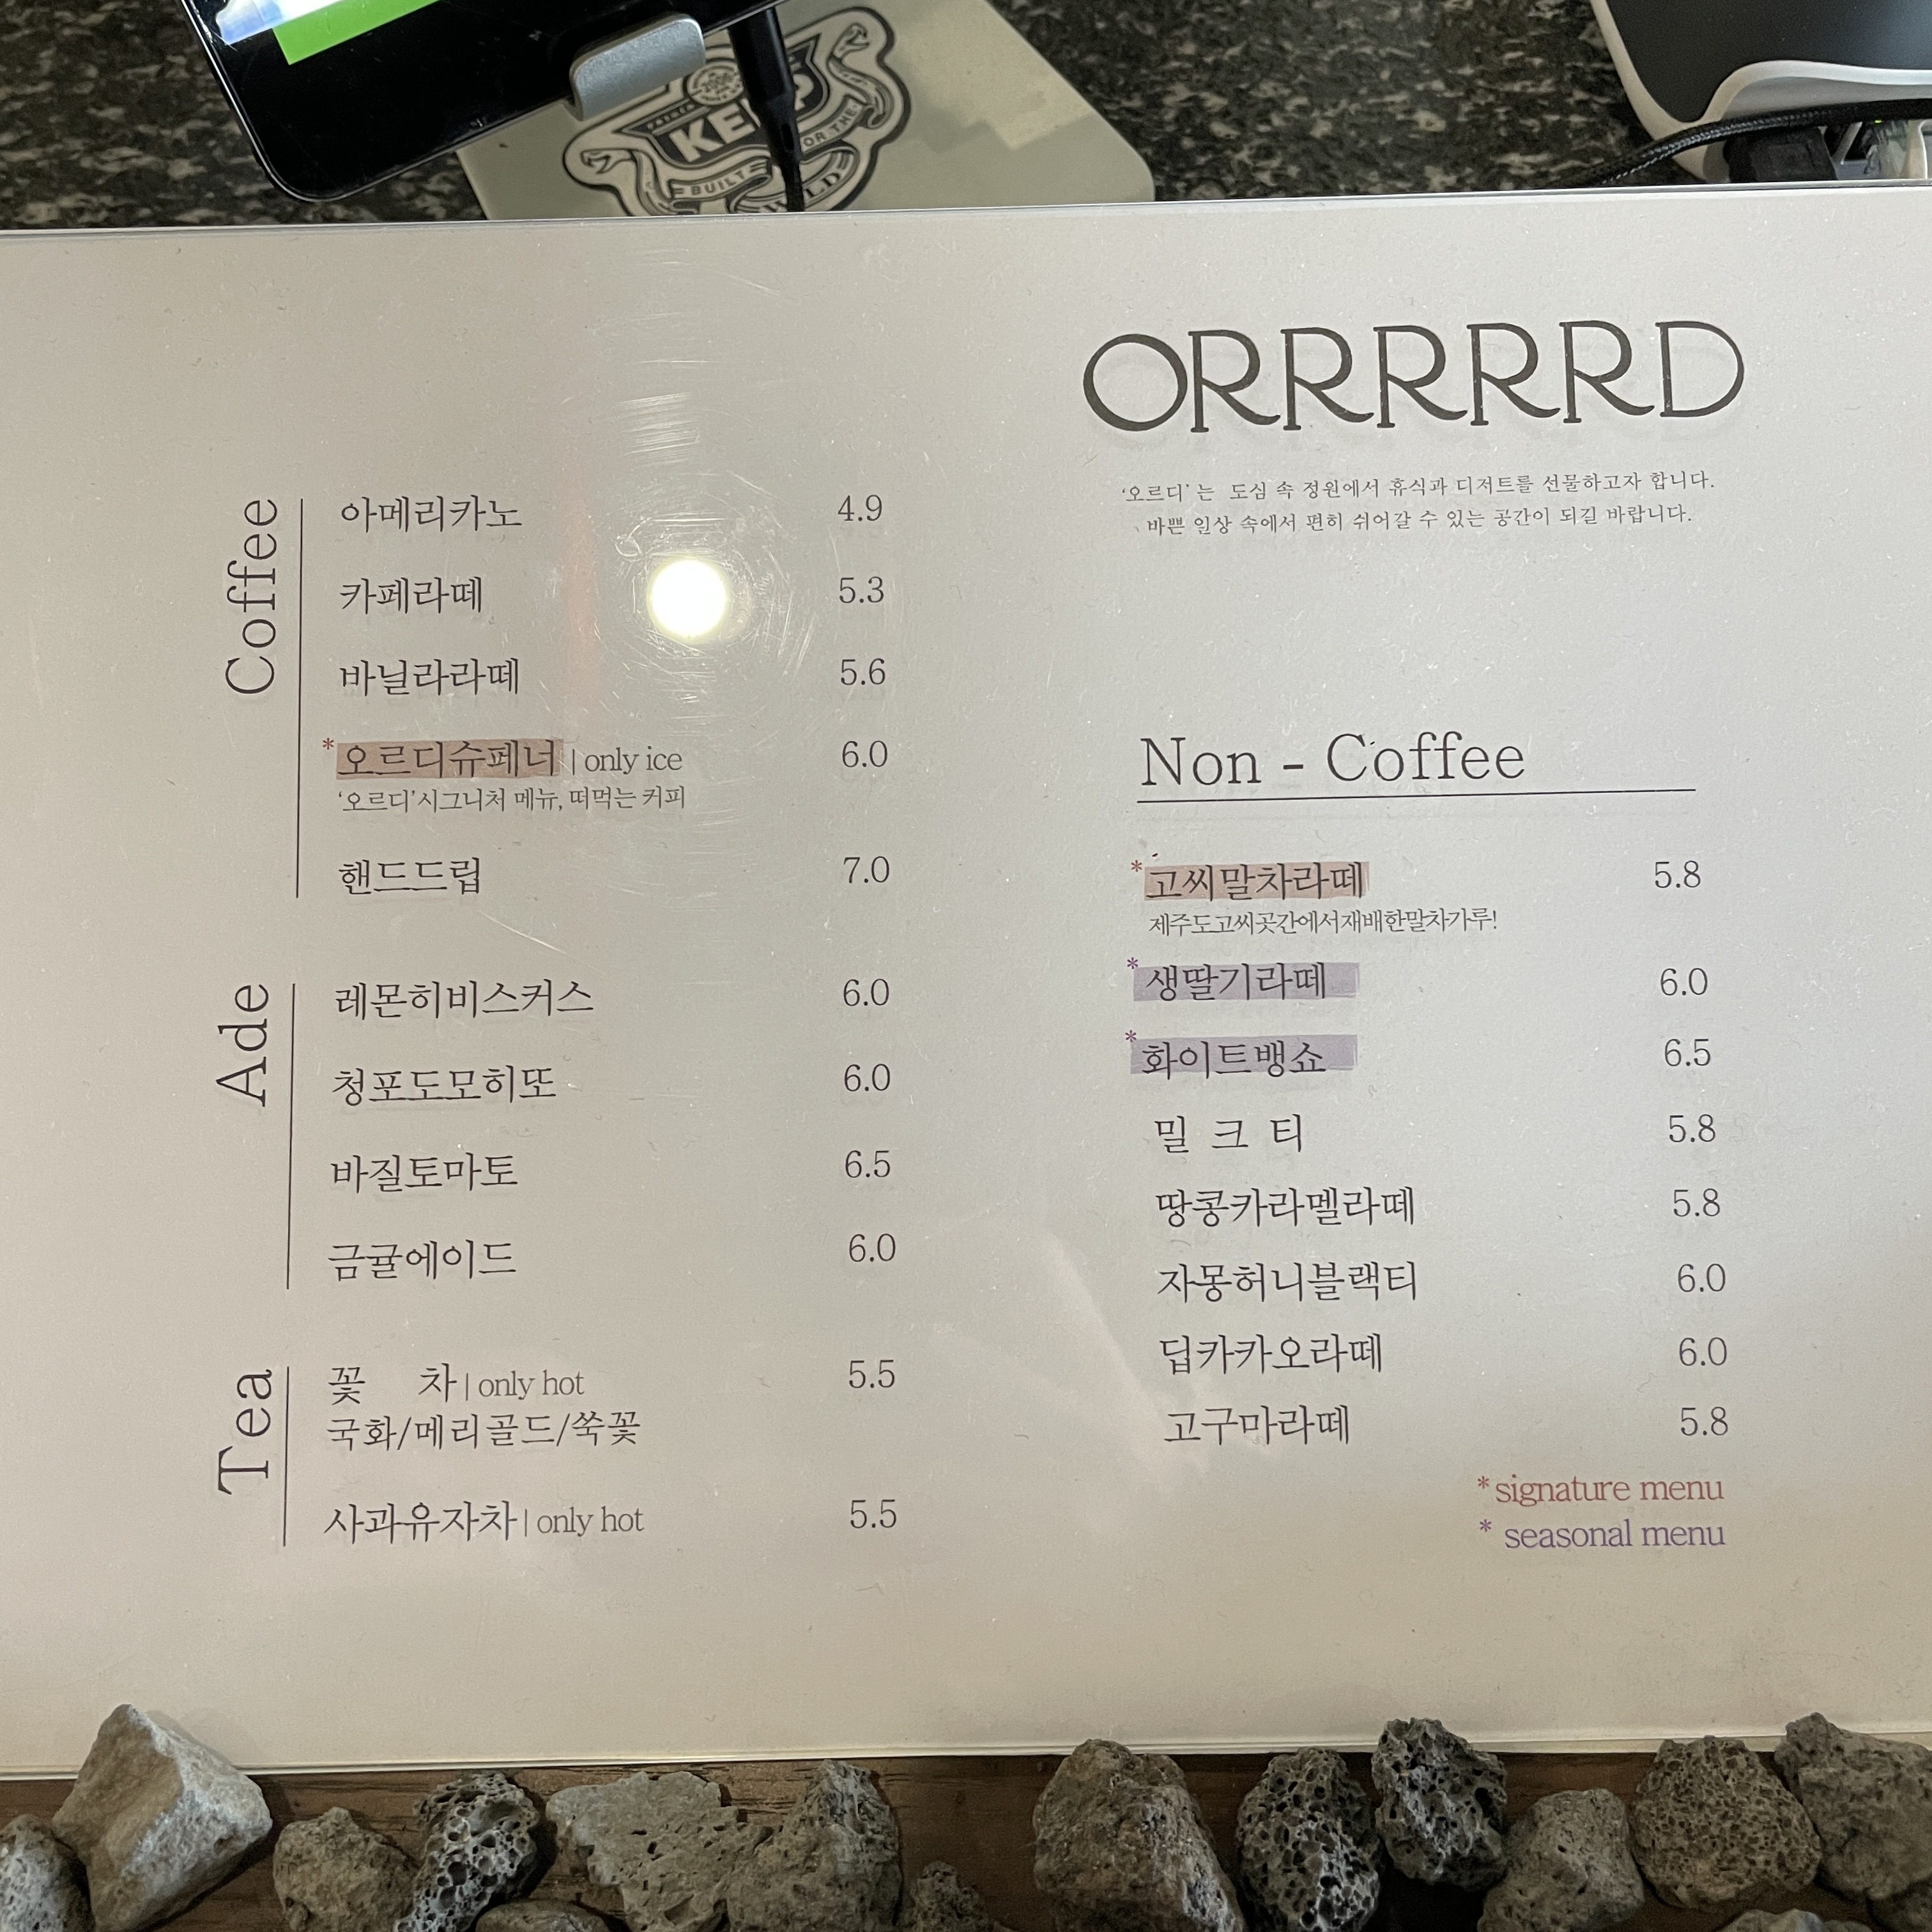 KE
BUILT
OR THE
ORRRRRD
'오르디'는 도심 속 정원에서 휴식과 디저트를 선물하고자 합니다.
바쁜 일상 속에서 편히 쉬어갈 수 있는 공간이 되길 바랍니다.
Coffee
아메리카노 4.9
카페라떼 5.3
바닐라라떼 5.6
*오르디슈페너 | only ice 6.0
'오르디'시그니처 메뉴, 떠먹는 커피
핸드드립 7.0
Ade
레몬히비스커스 6.0
청포도모히또 6.0
바질토마토 6.5
금귤에이드 6.0
Tea
꽃 차 | only hot 5.5
국화/메리골드/쑥꽃
사과유자차 | only hot 5.5
Non - Coffee
*고씨말차라떼 5.8
제주도고씨곳간에서재배한말차가루!
*생딸기라떼 6.0
*화이트뱅쇼 6.5
밀 크 티 5.8
땅콩카라멜라떼 5.8
자몽허니블랙티 6.0
딥카카오라떼 6.0
고구마라떼 5.8
*signature menu
* seasonal menu